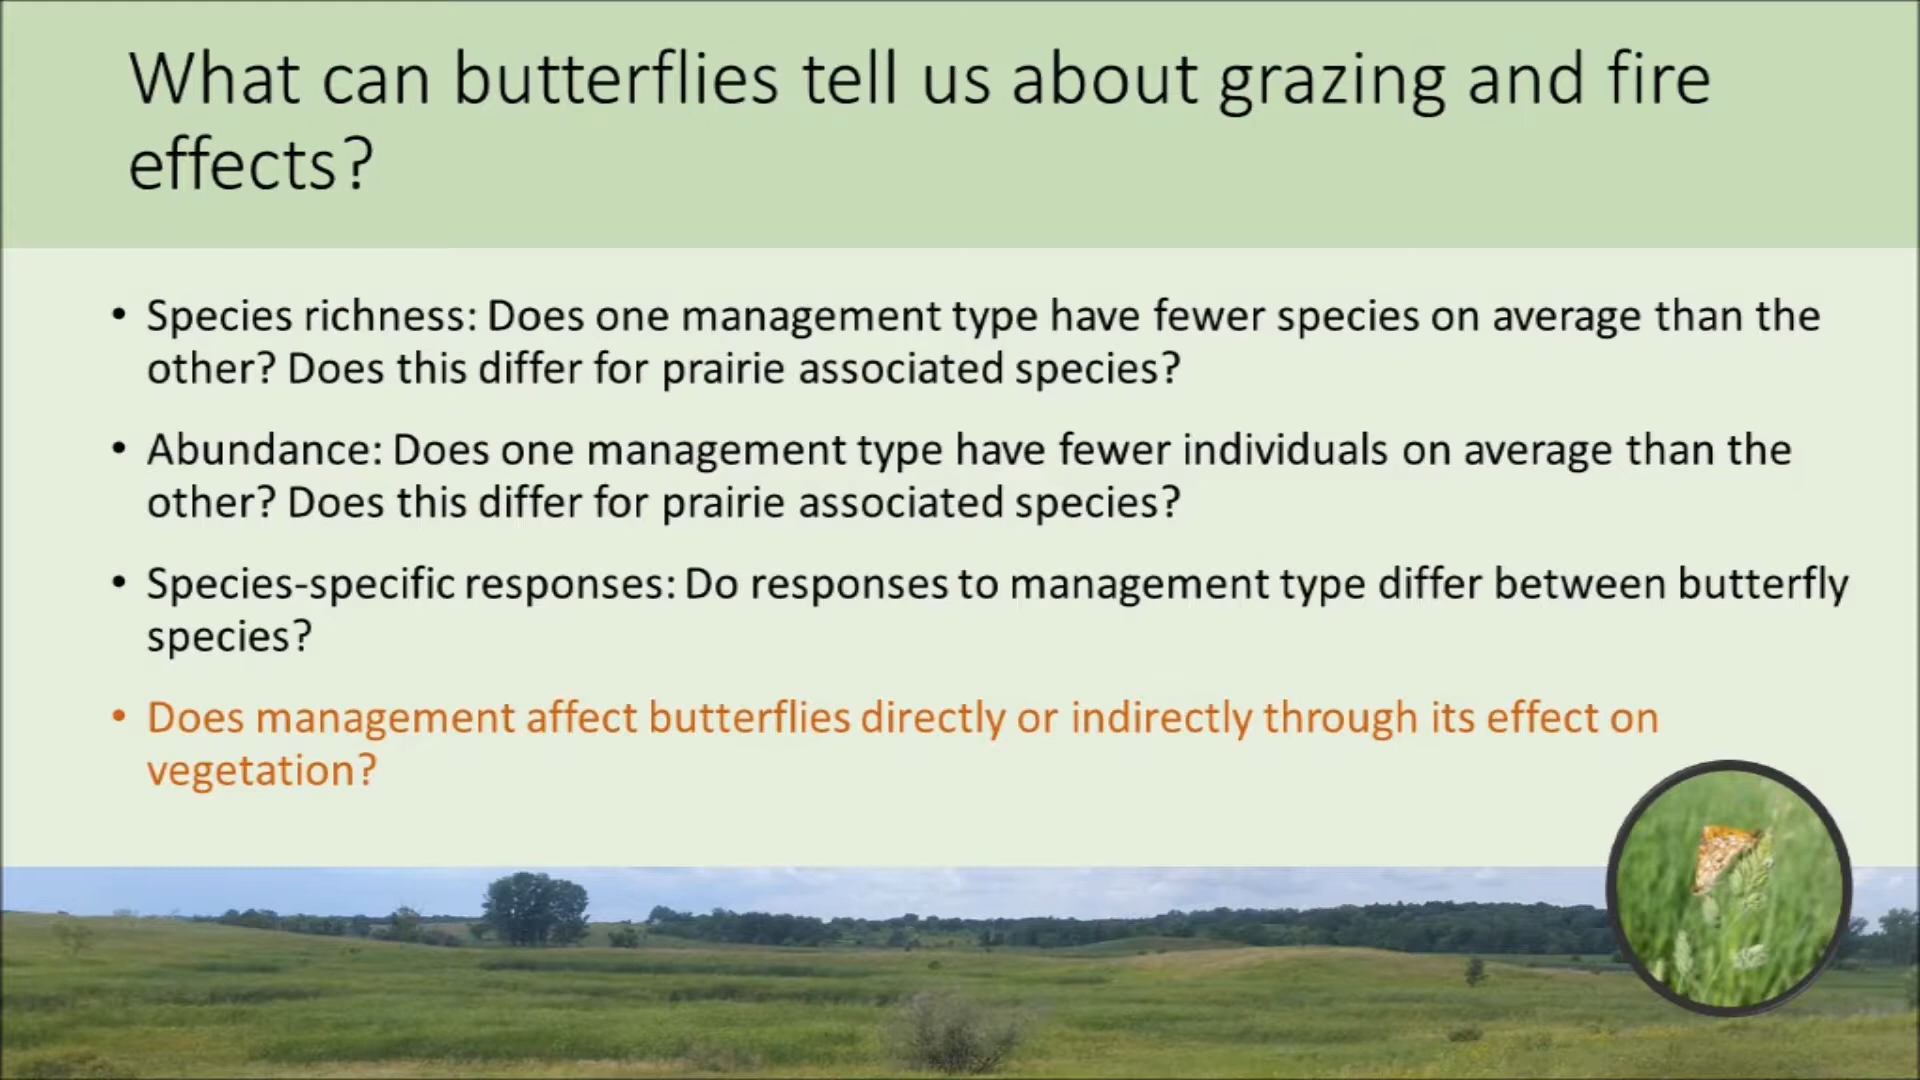 What can butterflies tell us about grazing and fire
effects?
• Species richness: Does one management type have fewer species on average than the
other? Does this differ for prairie associated species?
• Abundance: Does one management type have fewer individuals on average than the
other? Does this differ for prairie associated species?
• Species-specific responses: Do responses to management type differ between butterfly
species?
• Does management affect butterflies directly or indirectly through its effect on
vegetation?